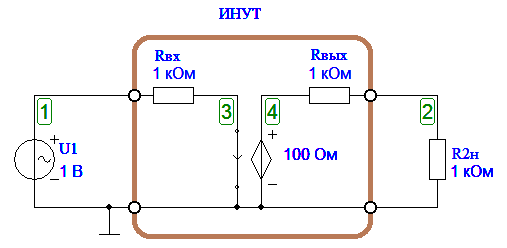 ИНУТ
Rвх
1 кОм
Rвых
1 кОм
1
3
4
2
+
U1
1 В
−
+
100 Ом
−
R2н
1 кОм